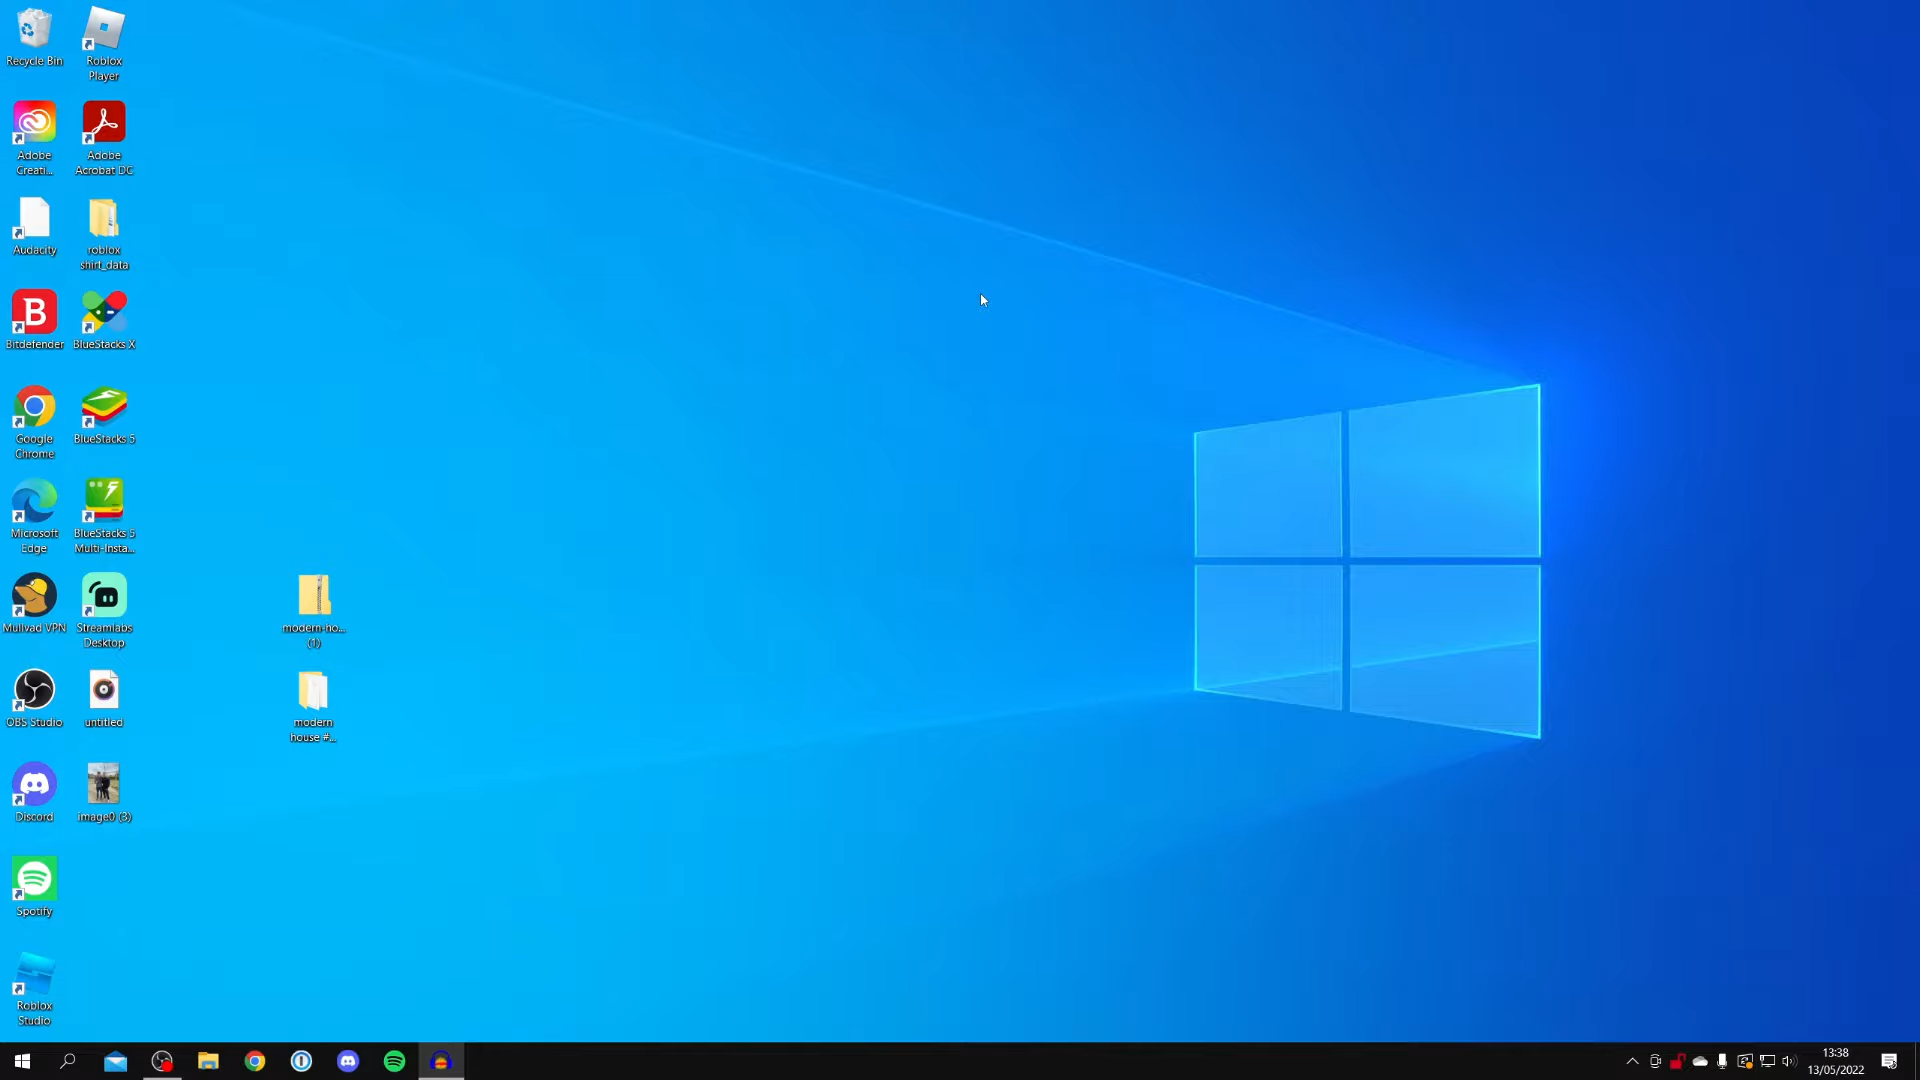 Recycle Bin
Roblox
Player
Adobe
Creati...
Adobe
Acrobat DC
Audacity
roblox
shirt_data
Bitdefender
BlueStacks X
Google
Chrome
BlueStacks 5
Microsoft
Edge
BlueStacks 5
Multi-Insta...
Mullvad VPN
Streamlabs
Desktop
modern-ho...
(1)
OBS Studio
untitled
modern
house #...
Discord
image0 (3)
Spotify
Roblox
Studio
13:38
13/05/2022